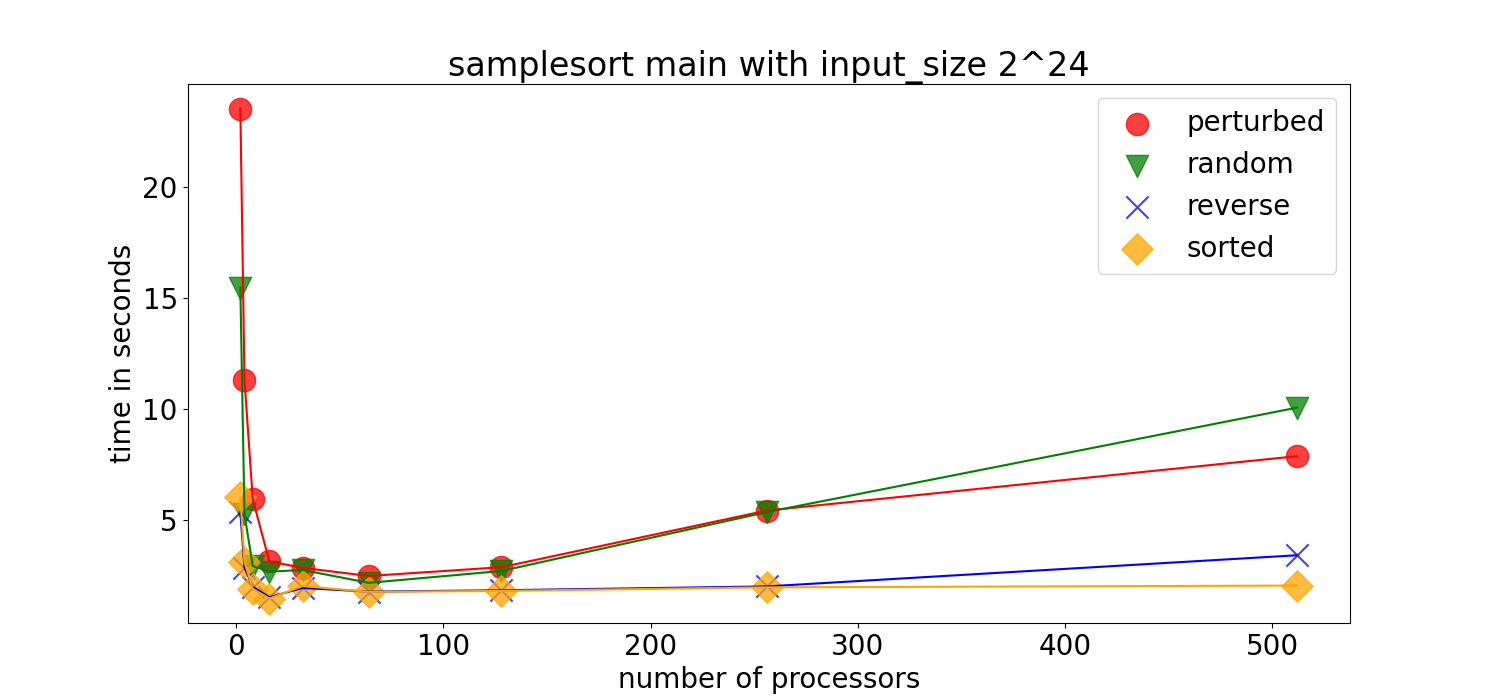 samplesort main with input_size 2^24
perturbed
random
reverse
sorted
time in seconds
20
15
10
5
0 100 200 300 400 500
number of processors